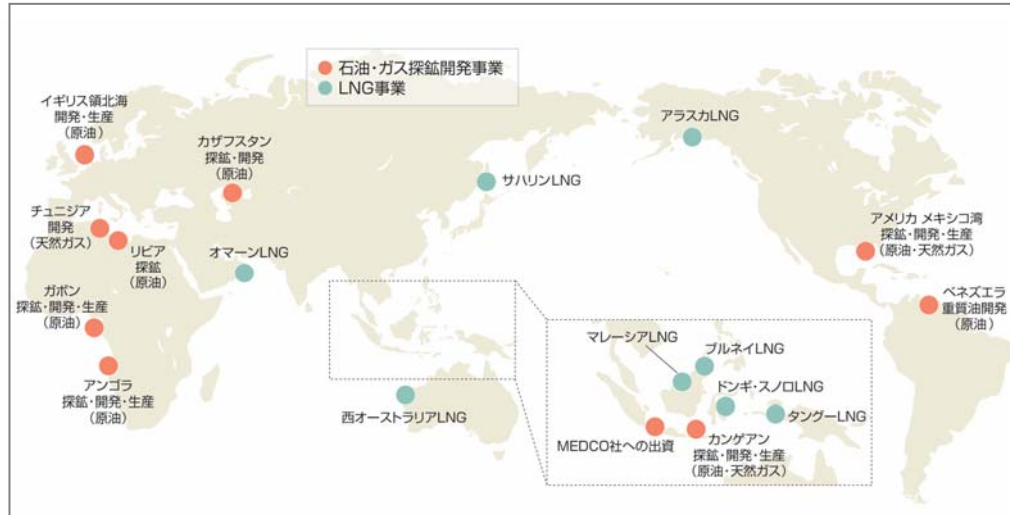 石油・ガス探鉱開発事業
LNG事業
イギリス領北海
開発・生産
(原油)
カザフスタン
探鉱・開発
(原油)
チュニジア
開発
(天然ガス)
リビア
探鉱
(原油)
オマーンLNG
ガボン
探鉱・開発・生産
(原油)
アンゴラ
探鉱・開発・生産
(原油)
サハリンLNG
アラスカLNG
アメリカ メキシコ湾
探鉱・開発・生産
(原油・天然ガス)
ベネズエラ
重質油開発
(原油)
西オーストラリアLNG
マレーシアLNG
ブルネイLNG
ドンギ・スノロLNG
タングーLNG
MEDCO社への出資
カンゲアン
探鉱・開発・生産
(原油・天然ガス)